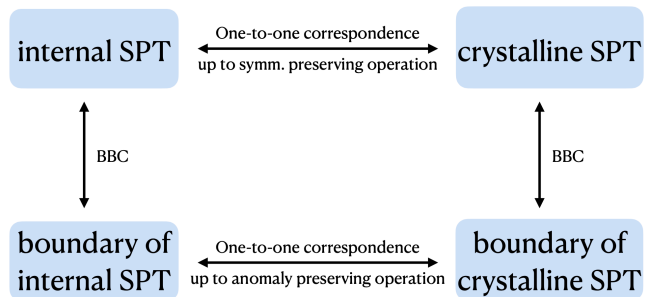 internal SPT
One-to-one correspondence
up to symm. preserving operation
crystalline SPT
BBC
BBC
boundary of
internal SPT
One-to-one correspondence
up to anomaly preserving operation
boundary of
crystalline SPT